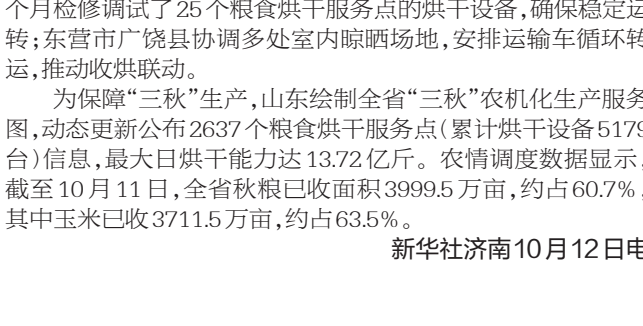 个月检修调试了25个粮食烘干服务点的烘干设备,确保稳定运
转;东营市广饶县协调多处室内晾晒场地,安排运输车循环转
运,推动收烘联动。
为保障“三秋”生产,山东绘制全省“三秋”农机化生产服务
图,动态更新公布2637个粮食烘干服务点(累计烘干设备5179
台)信息,最大日烘干能力达13.72亿斤。农情调度数据显示,
截至10月11日,全省秋粮已收面积3999.5万亩,约占60.7%,
其中玉米已收3711.5万亩,约占63.5%。
新华社济南10月12日电